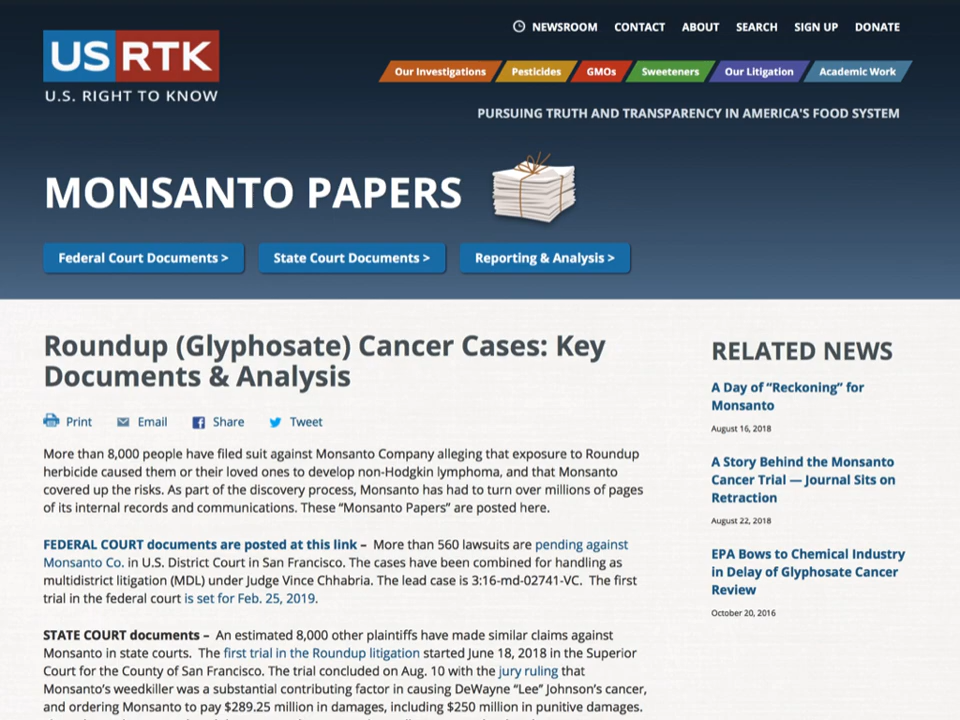 NEWSROOM CONTACT ABOUT SEARCH SIGN UP DONATE
US RTK
U.S. RIGHT TO KNOW
Our Investigations Pesticides GMOs Sweeteners Our Litigation Academic Work
PURSUING TRUTH AND TRANSPARENCY IN AMERICA'S FOOD SYSTEM
MONSANTO PAPERS
Federal Court Documents > State Court Documents > Reporting & Analysis >
Roundup (Glyphosate) Cancer Cases: Key
Documents & Analysis
Print Email Share Tweet
More than 8,000 people have filed suit against Monsanto Company alleging that exposure to Roundup
herbicide caused them or their loved ones to develop non-Hodgkin lymphoma, and that Monsanto
covered up the risks. As part of the discovery process, Monsanto has had to turn over millions of pages
of its internal records and communications. These “Monsanto Papers” are posted here.
FEDERAL COURT documents are posted at this link – More than 560 lawsuits are pending against
Monsanto Co. in U.S. District Court in San Francisco. The cases have been combined for handling as
multidistrict litigation (MDL) under Judge Vince Chhabria. The lead case is 3:16-md-02741-VC. The first
trial in the federal court is set for Feb. 25, 2019.
STATE COURT documents – An estimated 8,000 other plaintiffs have made similar claims against
Monsanto in state courts. The first trial in the Roundup litigation started June 18, 2018 in the Superior
Court for the County of San Francisco. The trial concluded on Aug. 10 with the jury ruling that
Monsanto’s weedkiller was a substantial contributing factor in causing DeWayne “Lee” Johnson’s cancer,
and ordering Monsanto to pay $289.25 million in damages, including $250 million in punitive damages.
RELATED NEWS
A Day of “Reckoning” for
Monsanto
August 16, 2018
A Story Behind the Monsanto
Cancer Trial — Journal Sits on
Retraction
August 22, 2018
EPA Bows to Chemical Industry
in Delay of Glyphosate Cancer
Review
October 20, 2016